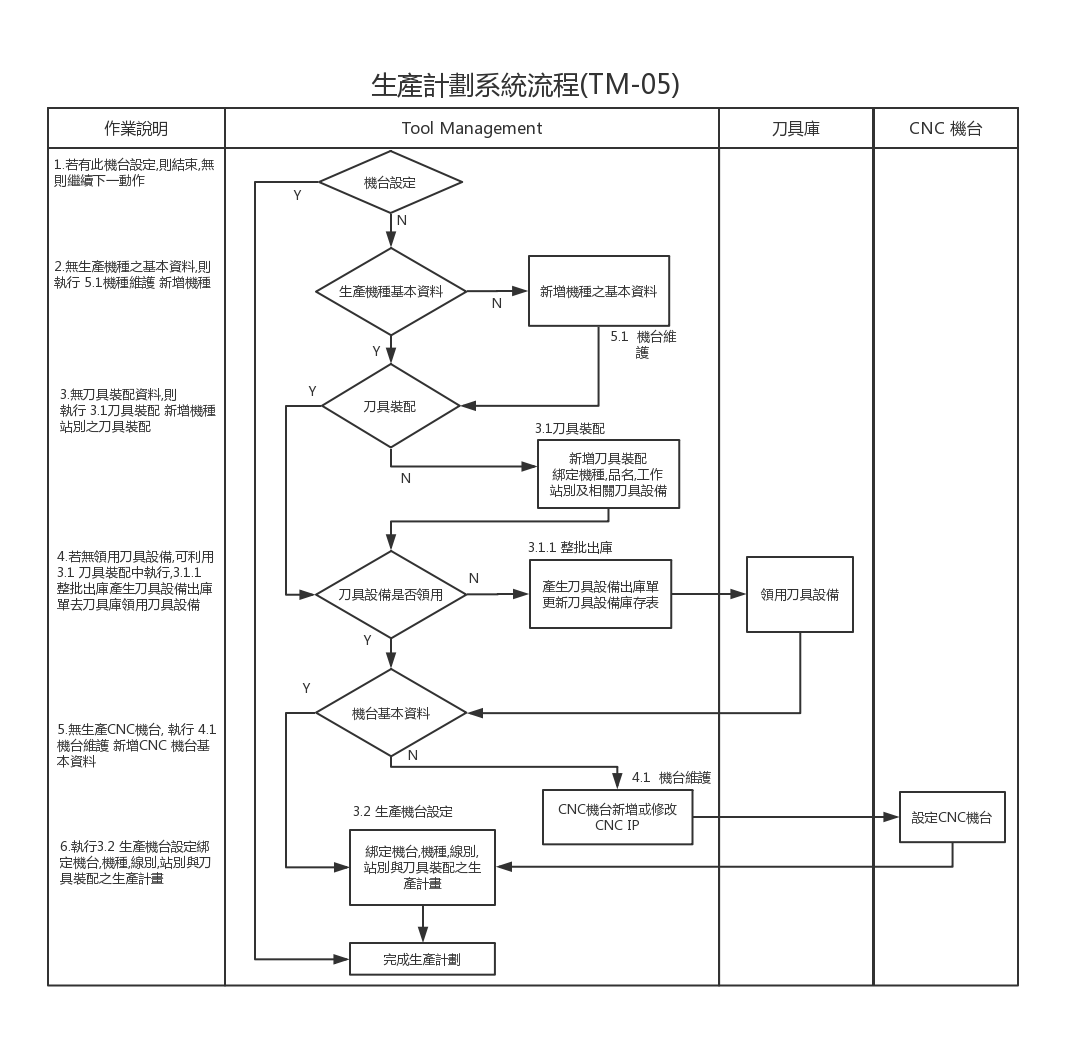 生產計劃系統流程(TM-05)
作業說明
Tool Management
刀具庫
CNC 機台
1.若有此機台設定,則結束,無
則繼續下一動作
機台設定
Y
N
2.無生產機種之基本資料,則
執行 5.1機種維護 新增機種
生產機種基本資料
N
新增機種之基本資料
5.1 機台維
護
Y
3.無刀具裝配資料,則
執行 3.1刀具裝配 新增機種
站別之刀具裝配
Y
刀具裝配
N
3.1刀具裝配
新增刀具裝配
綁定機種,品名,工作
站別及相關刀具設備
4.若無領用刀具設備,可利用
3.1 刀具裝配中執行,3.1.1
整批出庫產生刀具設備出庫
單去刀具庫領用刀具設備
刀具設備是否領用
N
3.1.1 整批出庫
產生刀具設備出庫單
更新刀具設備庫存表
領用刀具設備
Y
Y
機台基本資料
N
5.無生產CNC機台, 執行 4.1
機台維護 新增CNC 機台基
本資料
4.1 機台維護
CNC機台新增或修改
CNC IP
設定CNC機台
6.執行3.2 生產機台設定綁
定機台,機種,線別,站別與刀
具裝配之生產計畫
3.2 生產機台設定
綁定機台,機種,線別,
站別與刀具裝配之生
產計畫
完成生產計劃